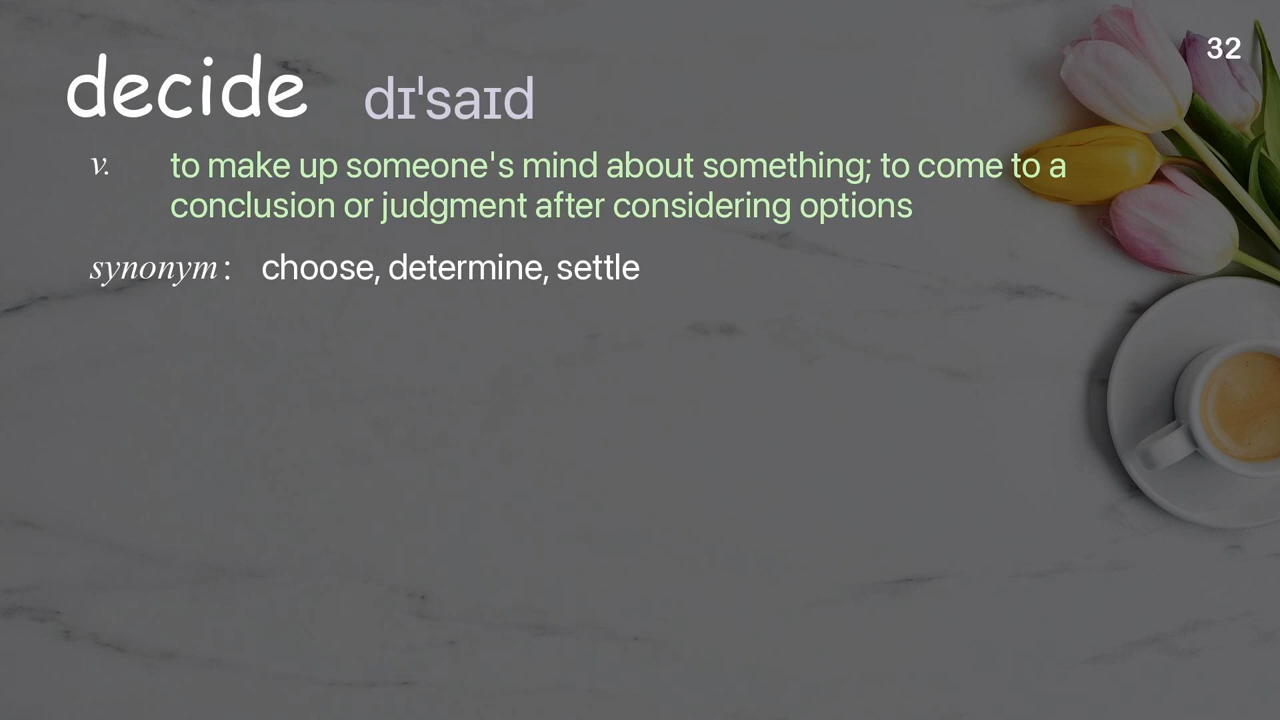 32
decide dɪˈsaɪd
v. to make up someone's mind about something; to come to a
conclusion or judgment after considering options
synonym: choose, determine, settle